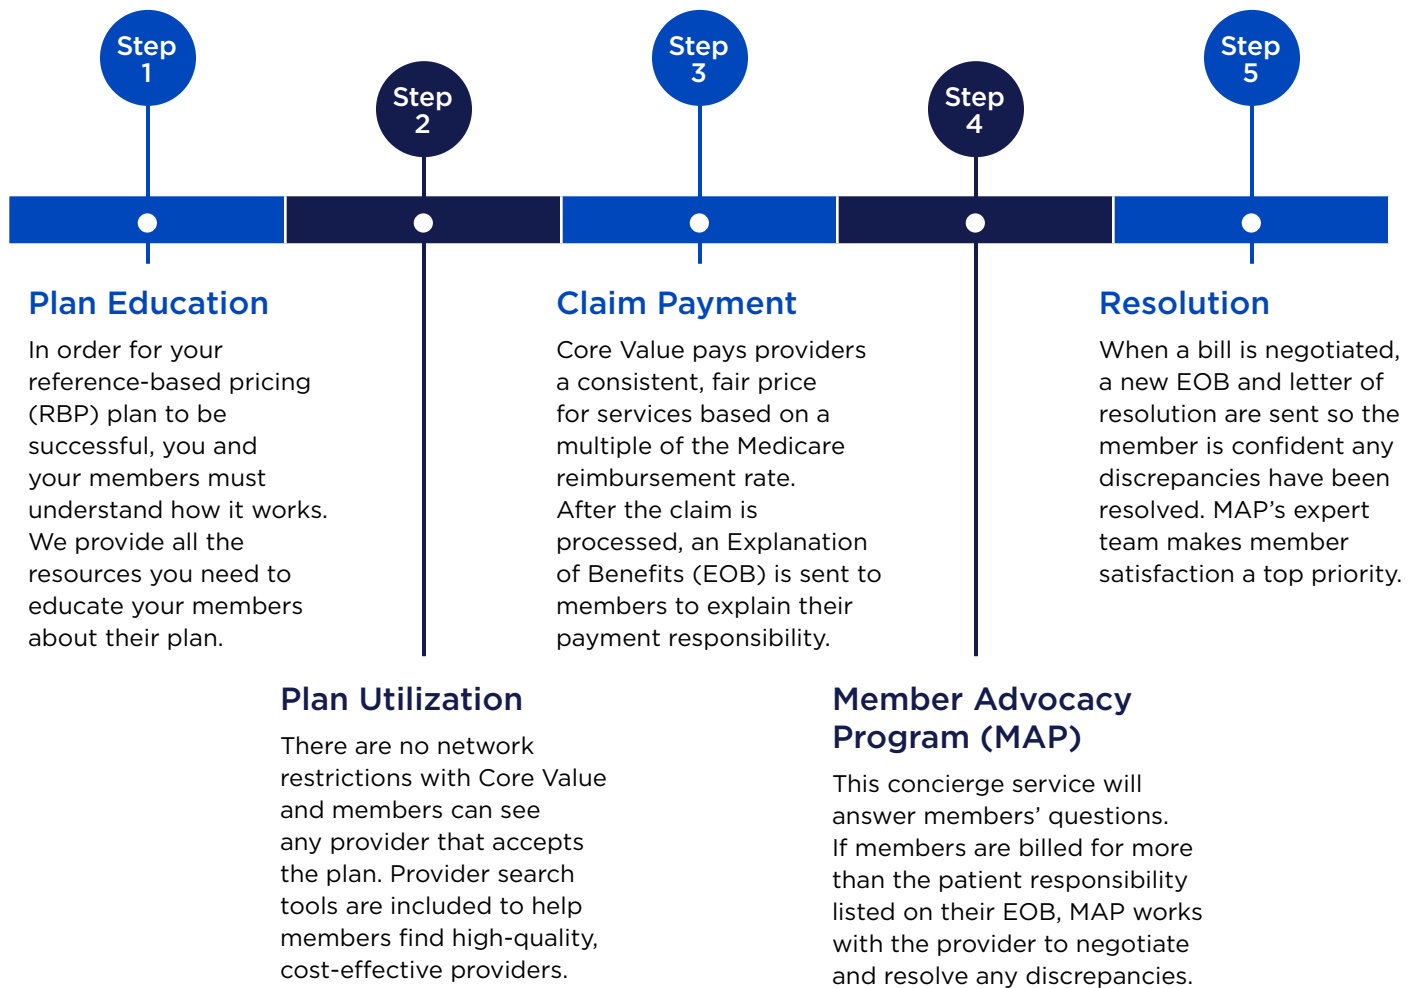 Step
1
Step
2
Step
3
Step
4
Step
5
Plan Education
In order for your
reference-based pricing
(RBP) plan to be
successful, you and
your members must
understand how it works.
We provide all the
resources you need to
educate your members
about their plan.
Plan Utilization
There are no network
restrictions with Core Value
and members can see
any provider that accepts
the plan. Provider search
tools are included to help
members find high-quality,
cost-effective providers.
Claim Payment
Core Value pays providers
a consistent, fair price
for services based on a
multiple of the Medicare
reimbursement rate.
After the claim is
processed, an Explanation
of Benefits (EOB) is sent to
members to explain their
payment responsibility.
Member Advocacy
Program (MAP)
This concierge service will
answer members’ questions.
If members are billed for more
than the patient responsibility
listed on their EOB, MAP works
with the provider to negotiate
and resolve any discrepancies.
Resolution
When a bill is negotiated,
a new EOB and letter of
resolution are sent so the
member is confident any
discrepancies have been
resolved. MAP’s expert
team makes member
satisfaction a top priority.